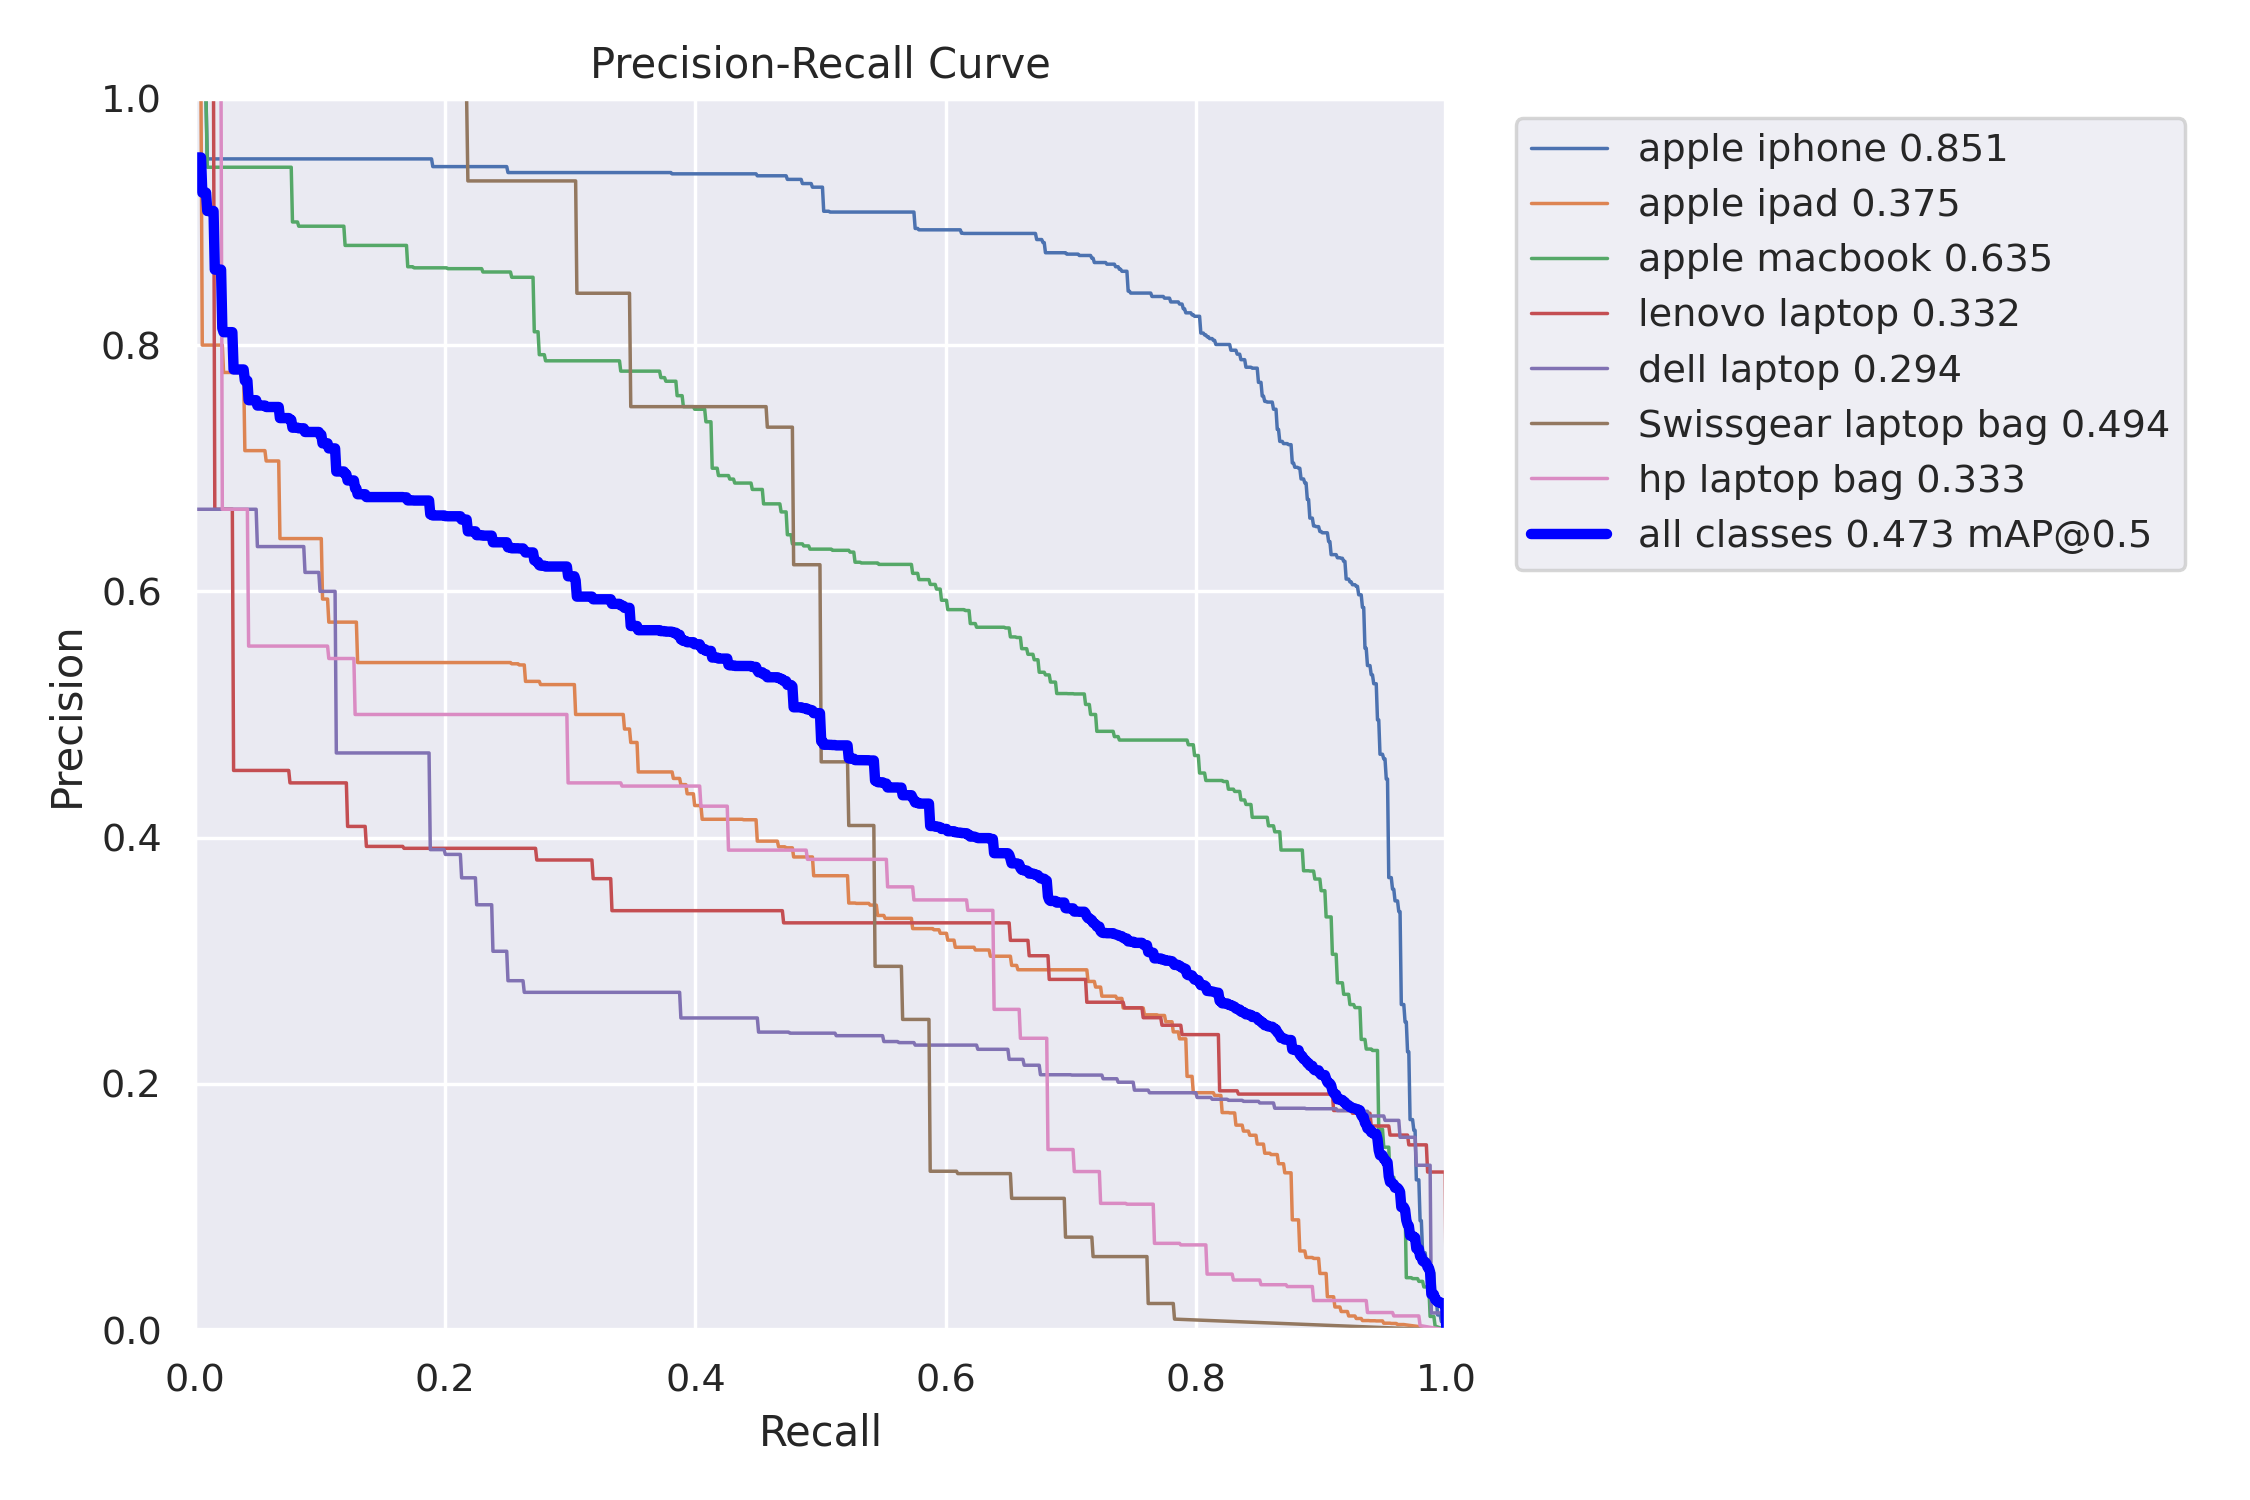 Precision-Recall Curve
1.0
0.8
0.6
0.4
0.2
0.0
Precision
0.0 0.2 0.4 0.6 0.8 1.0
Recall
apple iphone 0.851
apple ipad 0.375
apple macbook 0.635
lenovo laptop 0.332
dell laptop 0.294
Swissgear laptop bag 0.494
hp laptop bag 0.333
all classes 0.473 mAP@0.5